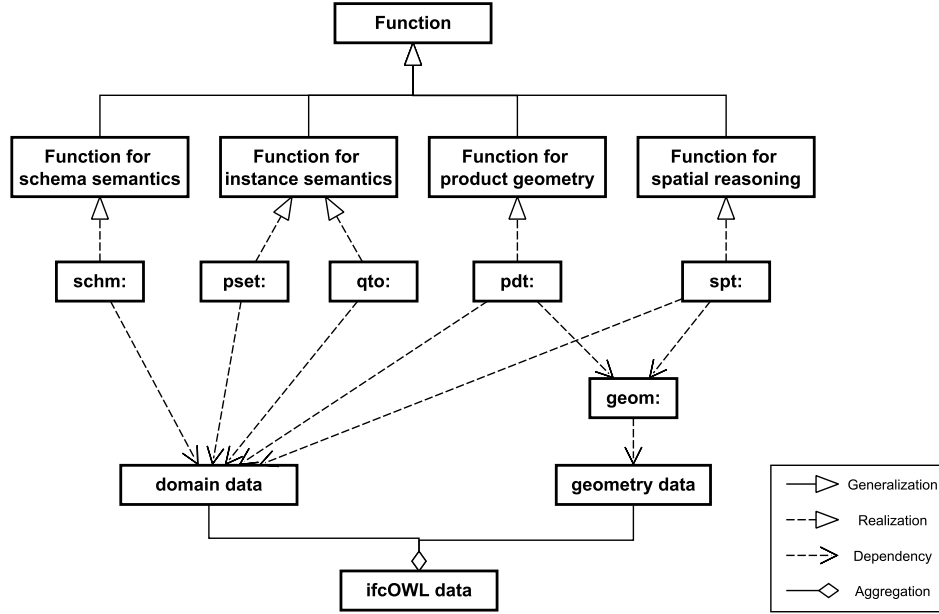 Function
Function for
schema semantics
Function for
instance semantics
Function for
product geometry
Function for
spatial reasoning
schm:
pset:
qto:
pdt:
spt:
geom:
domain data
geometry data
ifcOWL data
Generalization
Realization
Dependency
Aggregation